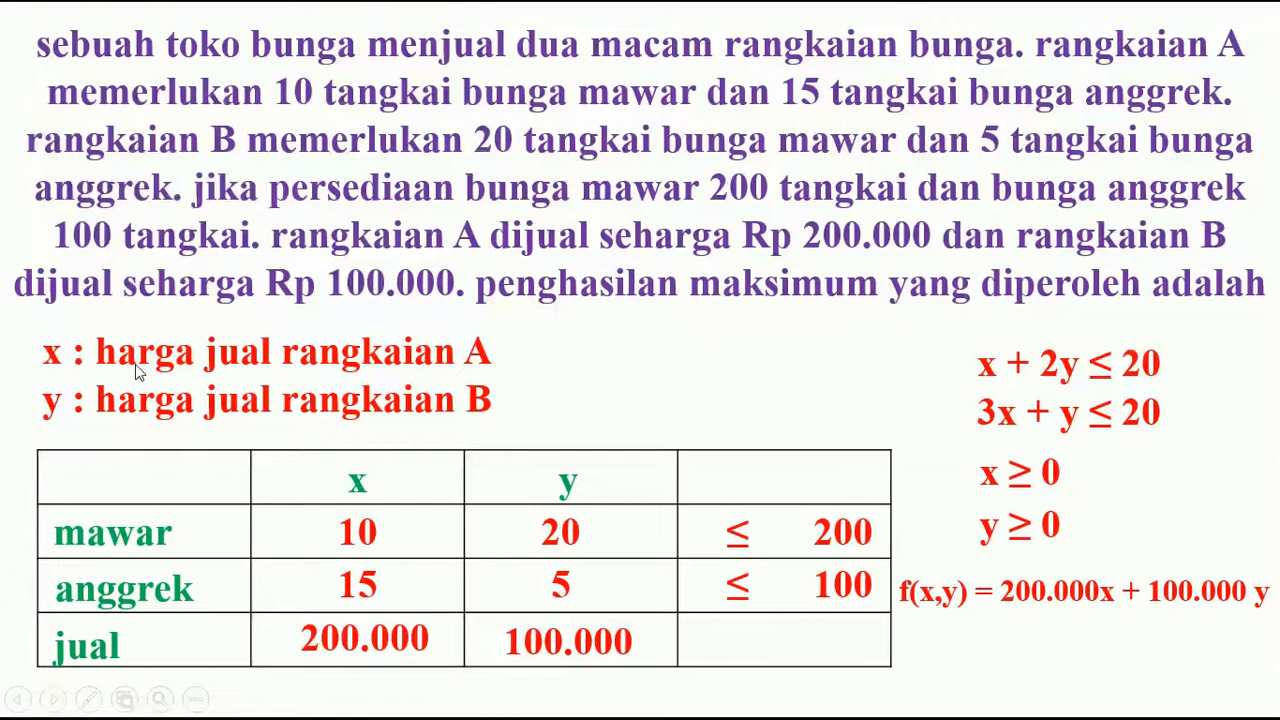 sebuah toko bunga menjual dua macam rangkaian bunga. rangkaian A
memerlukan 10 tangkai bunga mawar dan 15 tangkai bunga anggrek.
rangkaian B memerlukan 20 tangkai bunga mawar dan 5 tangkai bunga
anggrek. jika persediaan bunga mawar 200 tangkai dan bunga anggrek
100 tangkai. rangkaian A dijual seharga Rp 200.000 dan rangkaian B
dijual seharga Rp 100.000. penghasilan maksimum yang diperoleh adalah
x : harga jual rangkaian A
y : harga jual rangkaian B
x y
mawar 10 20 ≤ 200
anggrek 15 5 ≤ 100
jual 200.000 100.000
x + 2y ≤ 20
3x + y ≤ 20
x ≥ 0
y ≥ 0
f(x,y) = 200.000x + 100.000 y